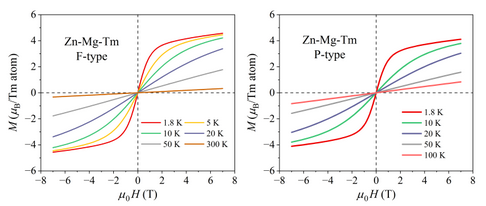 6
4
2
0
−2
−4
−6
M (μB/Tm atom)
Zn-Mg-Tm
F-type
1.8 K 5 K
10 K 20 K
50 K 300 K
−8 −6 −4 −2 0 2 4 6 8
μ0H (T)
6
4
2
0
−2
−4
−6
M (μB/Tm atom)
Zn-Mg-Tm
P-type
1.8 K
10 K
20 K
50 K
100 K
−8 −6 −4 −2 0 2 4 6 8
μ0H (T)